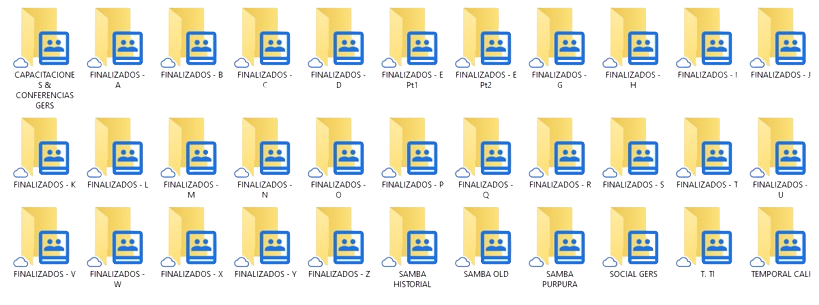 CAPACITACIONE
S &
CONFERENCIAS
GERS
FINALIZADOS -
A
FINALIZADOS - B
FINALIZADOS -
C
FINALIZADOS -
D
FINALIZADOS - E
Pt1
FINALIZADOS - E
Pt2
FINALIZADOS -
G
FINALIZADOS -
H
FINALIZADOS - I
FINALIZADOS - J
FINALIZADOS - K
FINALIZADOS - L
FINALIZADOS -
M
FINALIZADOS -
N
FINALIZADOS -
O
FINALIZADOS - P
FINALIZADOS -
Q
FINALIZADOS - R
FINALIZADOS - S
FINALIZADOS - T
FINALIZADOS -
U
FINALIZADOS - V
FINALIZADOS -
W
FINALIZADOS - X
FINALIZADOS - Y
FINALIZADOS - Z
SAMBA
HISTORIAL
SAMBA OLD
SAMBA
PURPURA
SOCIAL GERS
T. TI
TEMPORAL CALI